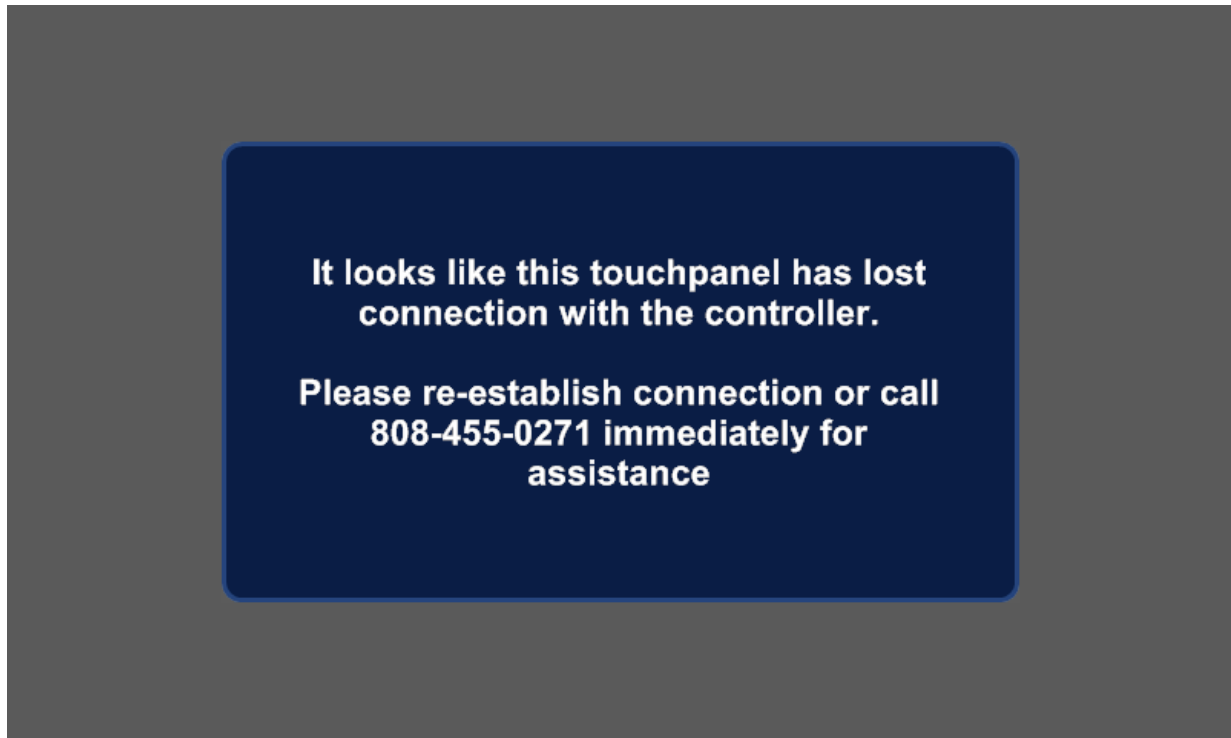 It looks like this touchpanel has lost
connection with the controller.
Please re-establish connection or call
808-455-0271 immediately for
assistance